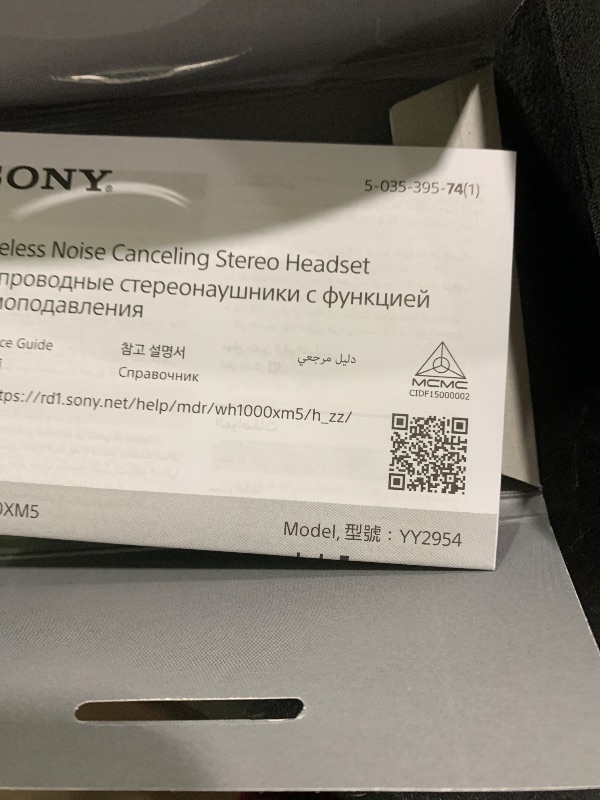 SONY®
5-035-395-74(1)
eless Noise Canceling Stereo Headset
проводные стереонаушники с функцией
моподавления
ce Guide
참고 설명서
دليل مرجعي
Справочник
MCMC
CIDF15000002
tps://rd1.sony.net/help/mdr/wh1000xm5/h_zz/
0XM5
Model, 型號：YY2954